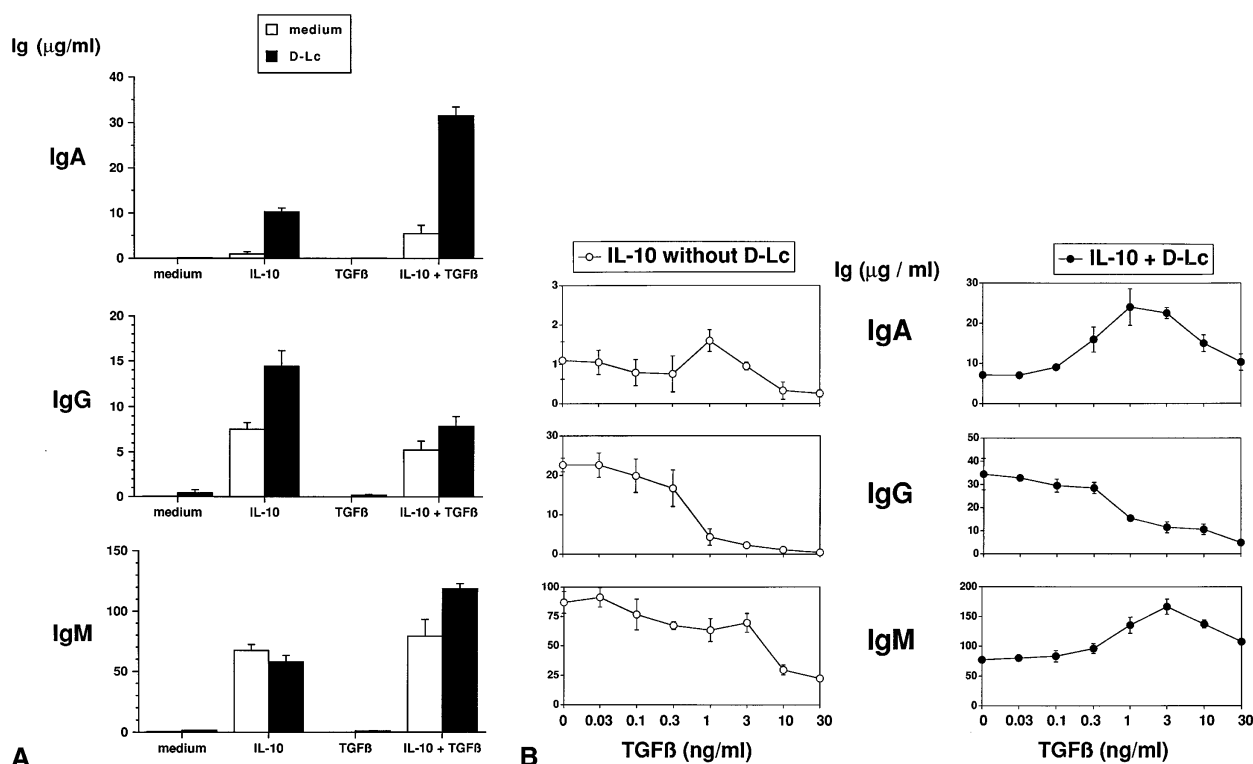 medium
D-Lc
Ig (μg/ml)
40
30
20
10
0
IgA
medium IL-10 TGFß IL-10 + TGFß
20
15
10
5
0
IgG
medium IL-10 TGFß IL-10 + TGFß
150
100
50
0
IgM
medium IL-10 TGFß IL-10 + TGFß
A
IL-10 without D-Lc
3
2
1
0
30
20
10
0
100
75
50
25
0
0 0.03 0.1 0.3 1 3 10 30
TGFß (ng/ml)
B
Ig (μg / ml)
IL-10 + D-Lc
IgA
30
20
10
0
IgG
50
40
30
20
10
0
IgM
200
150
100
50
0
0 0.03 0.1 0.3 1 3 10 30
TGFß (ng/ml)